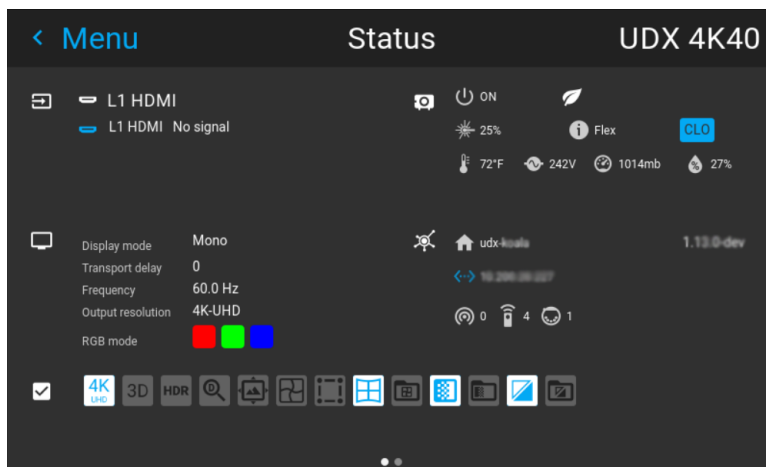 Menu Status UDX 4K40
L1 HDMI
L1 HDMI No signal
ON
25% Flex CLO
72°F 242V 1014mb 27%
Display mode Mono
Transport delay 0
Frequency 60.0 Hz
Output resolution 4K-UHD
RGB mode
udx-
0 4 1
4K UHD 3D HDR D